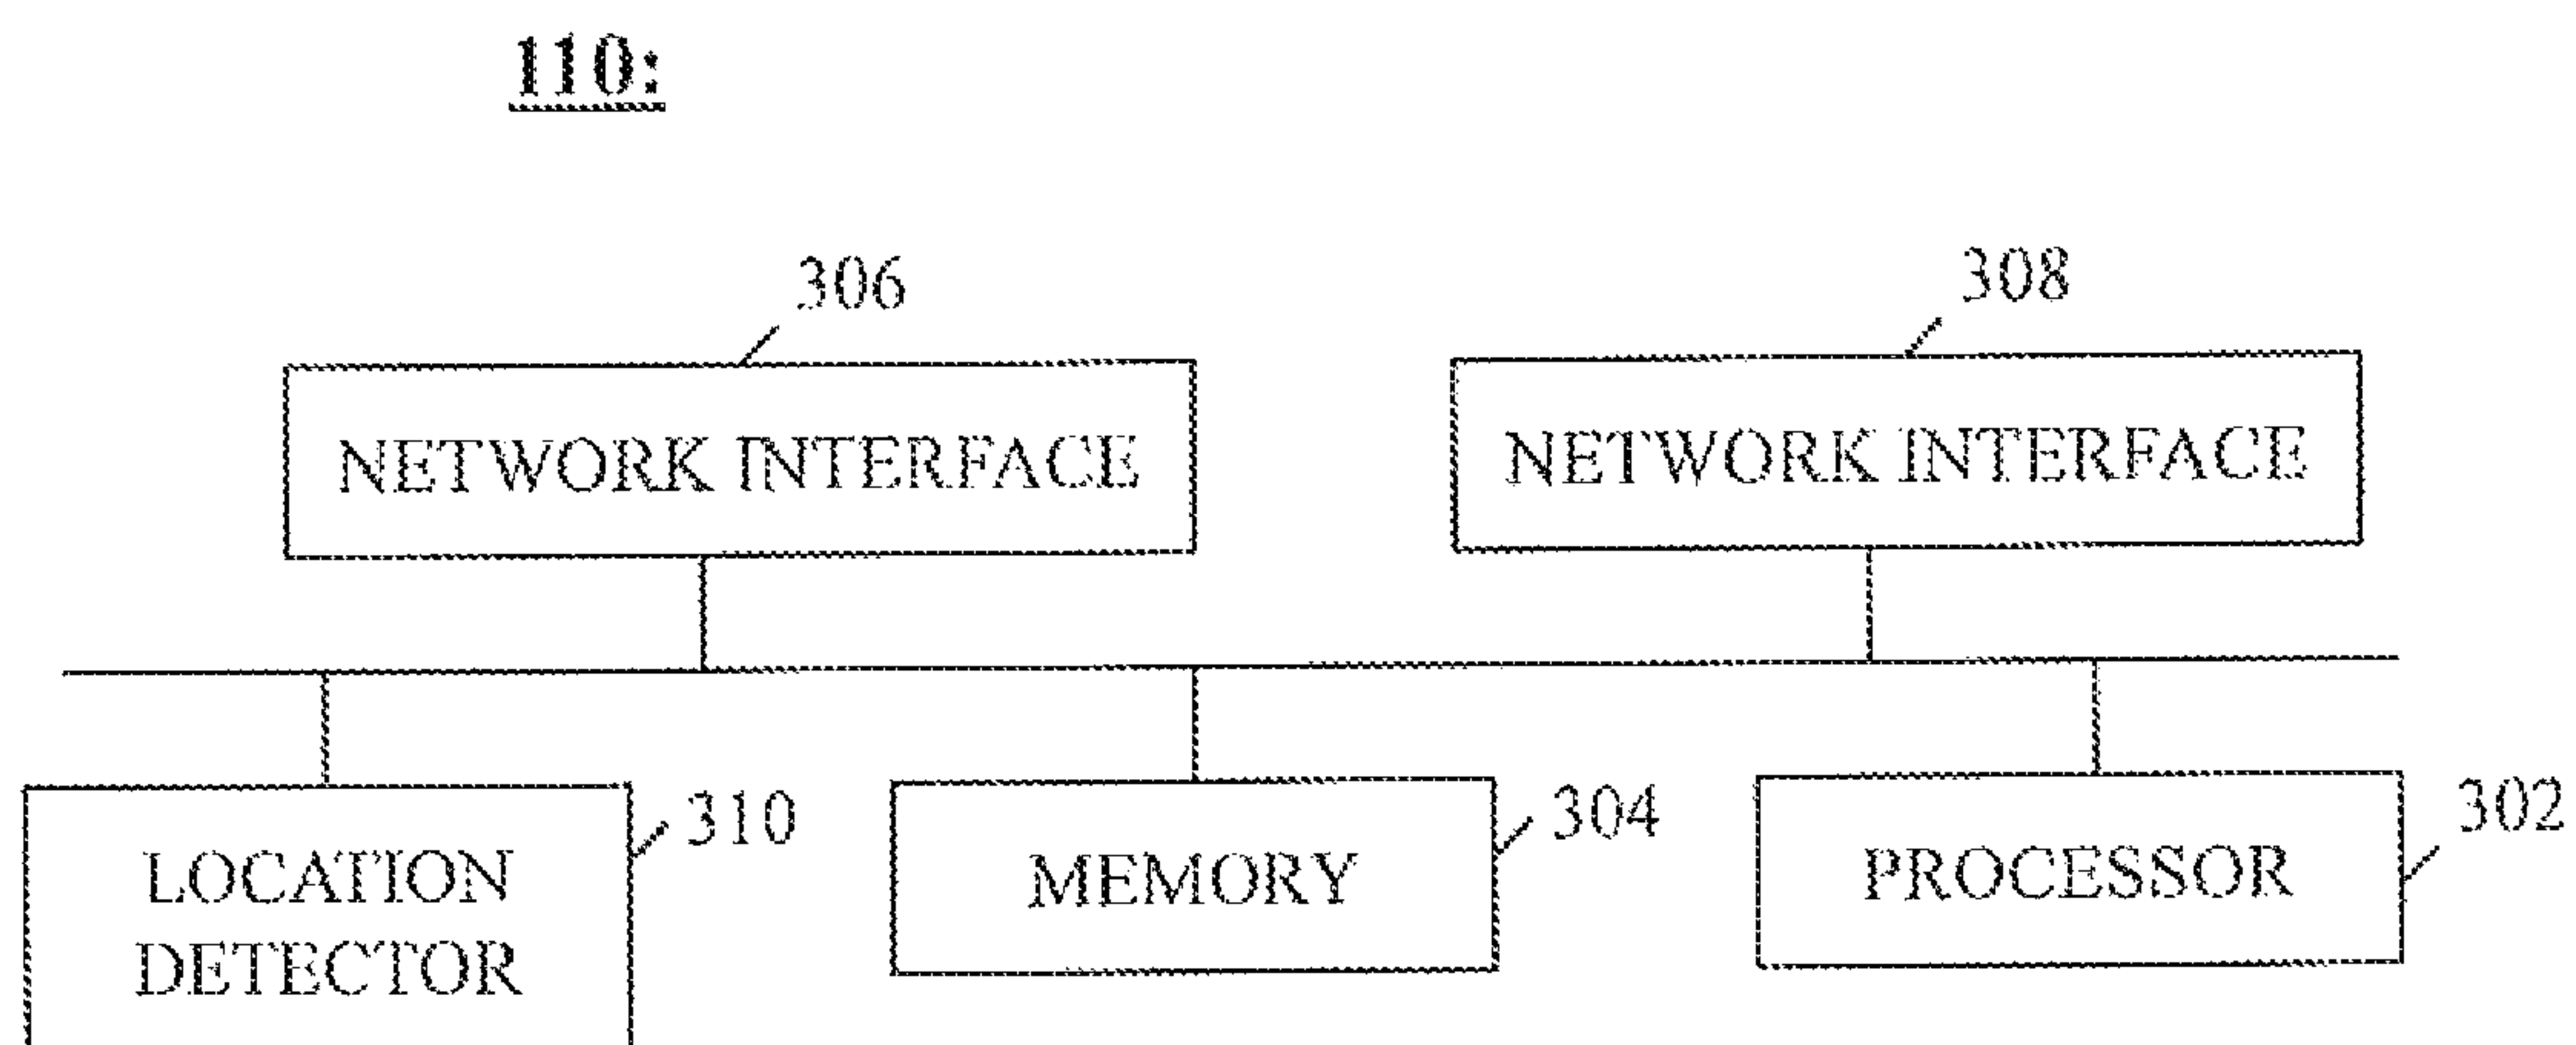 110:
306
308
NETWORK INTERFACE
NETWORK INTERFACE
310
304
302
LOCATION
DETECTOR
MEMORY
PROCESSOR